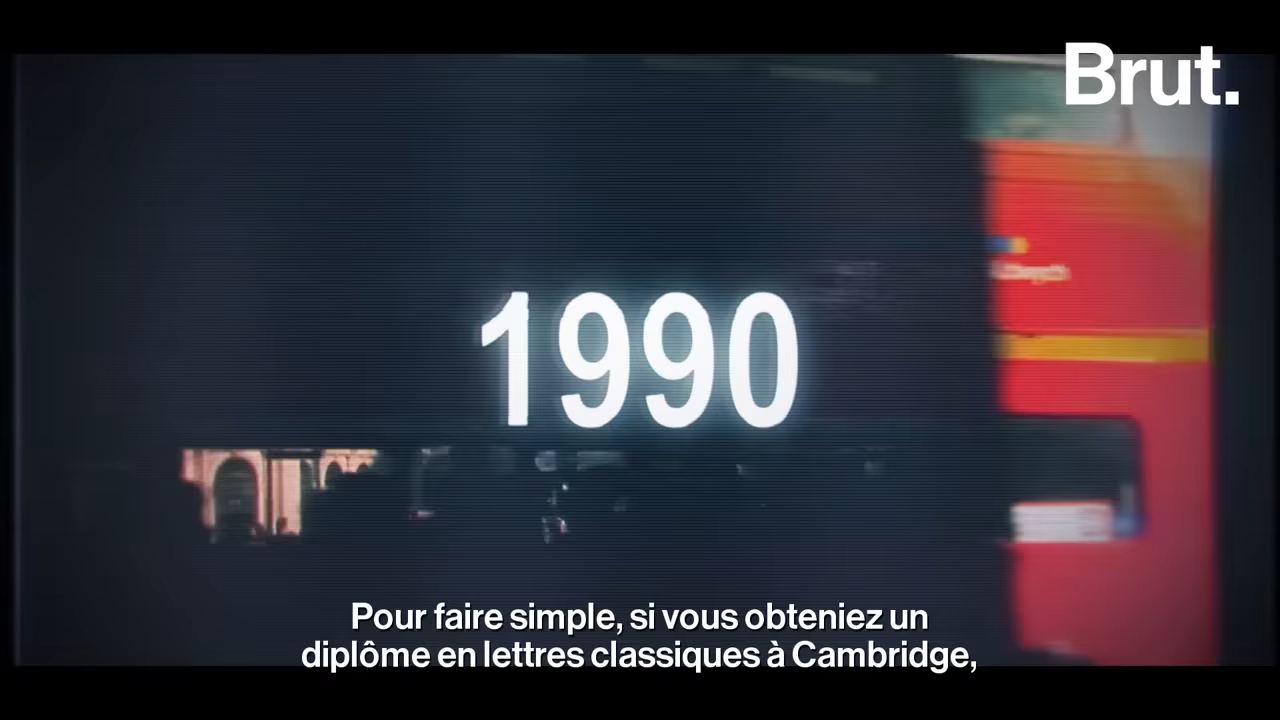 Brut.
1990
Pour faire simple, si vous obteniez un
diplôme en lettres classiques à Cambridge,